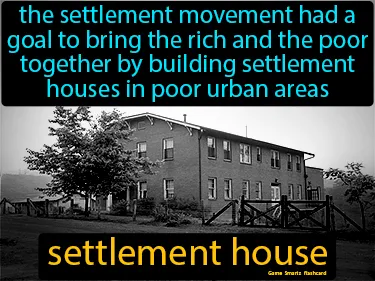 the settlement movement had a
goal to bring the rich and the poor
together by building settlement
houses in poor urban areas
settlement house
Game Smartz flashcard